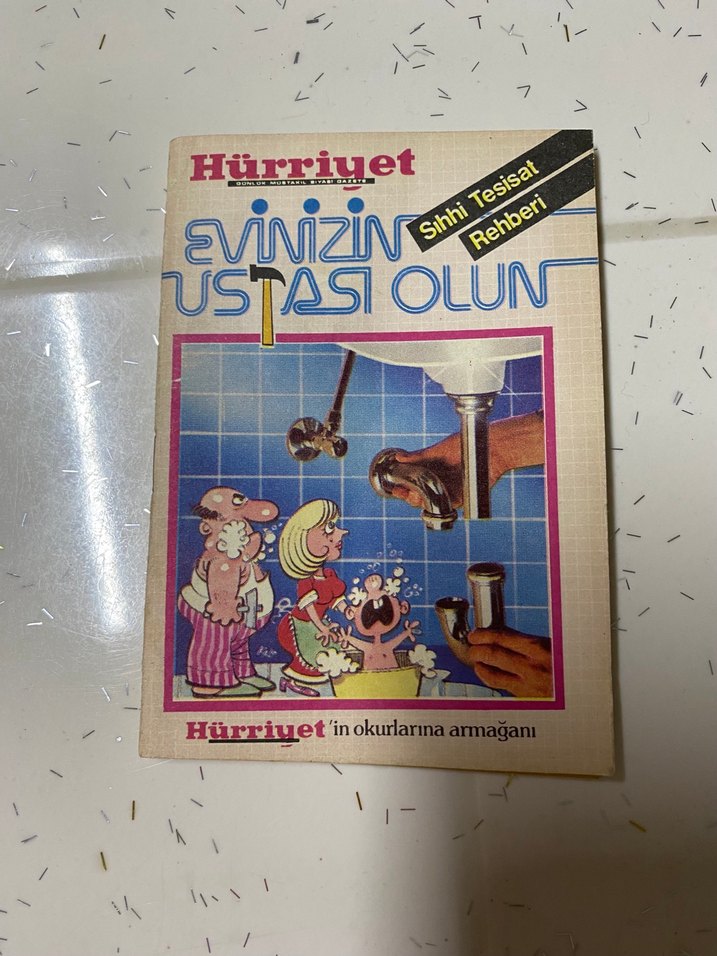 Hürriyet
GÜNLÜK MÜSTAKİL SİYASİ GAZETE
Sıhhi Tesisat
Rehberi
EVİNİZİN
USTASI OLUN
Hürriyet'in okurlarına armağanı